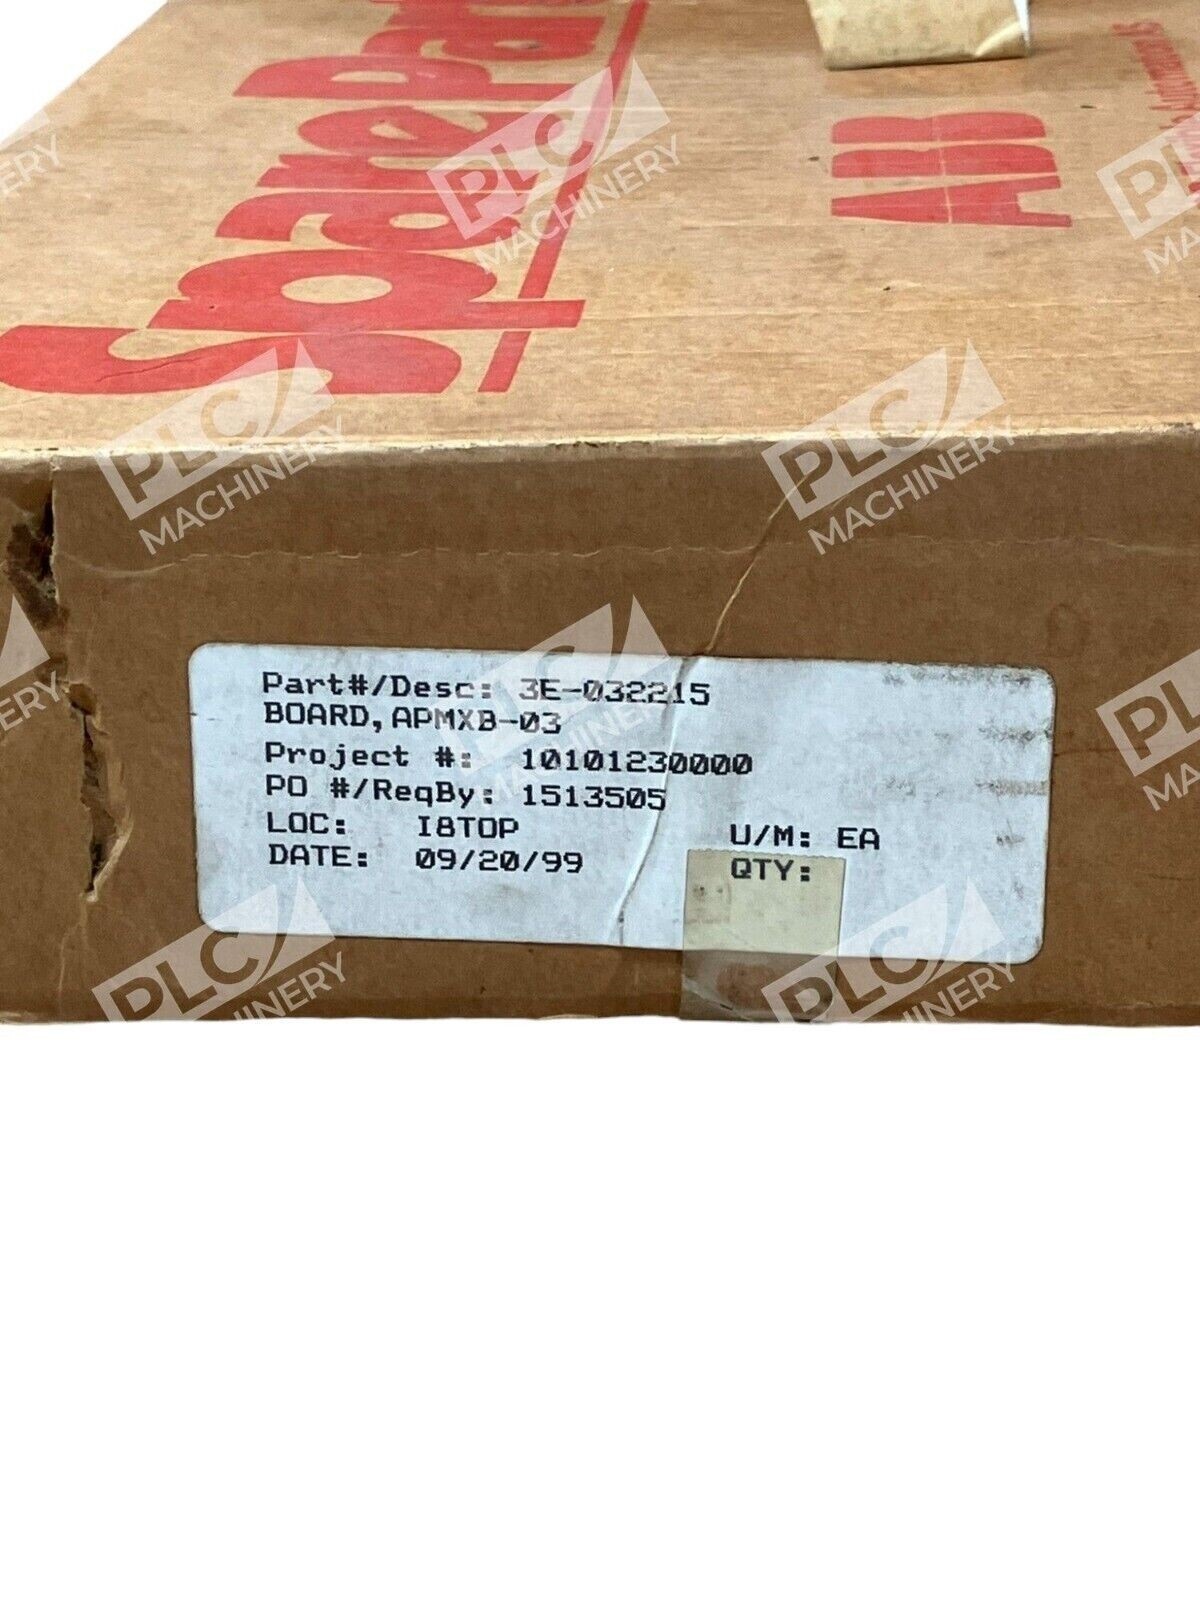 Spare Parts
ABB
Part#/Desc: 3E-032215
BOARD,APMXB-03
Project #: 10101230000
PO #/ReqBy: 1513505
LOC: I8TOP
U/M: EA
DATE: 09/20/99
QTY:
PLC MACHINERY